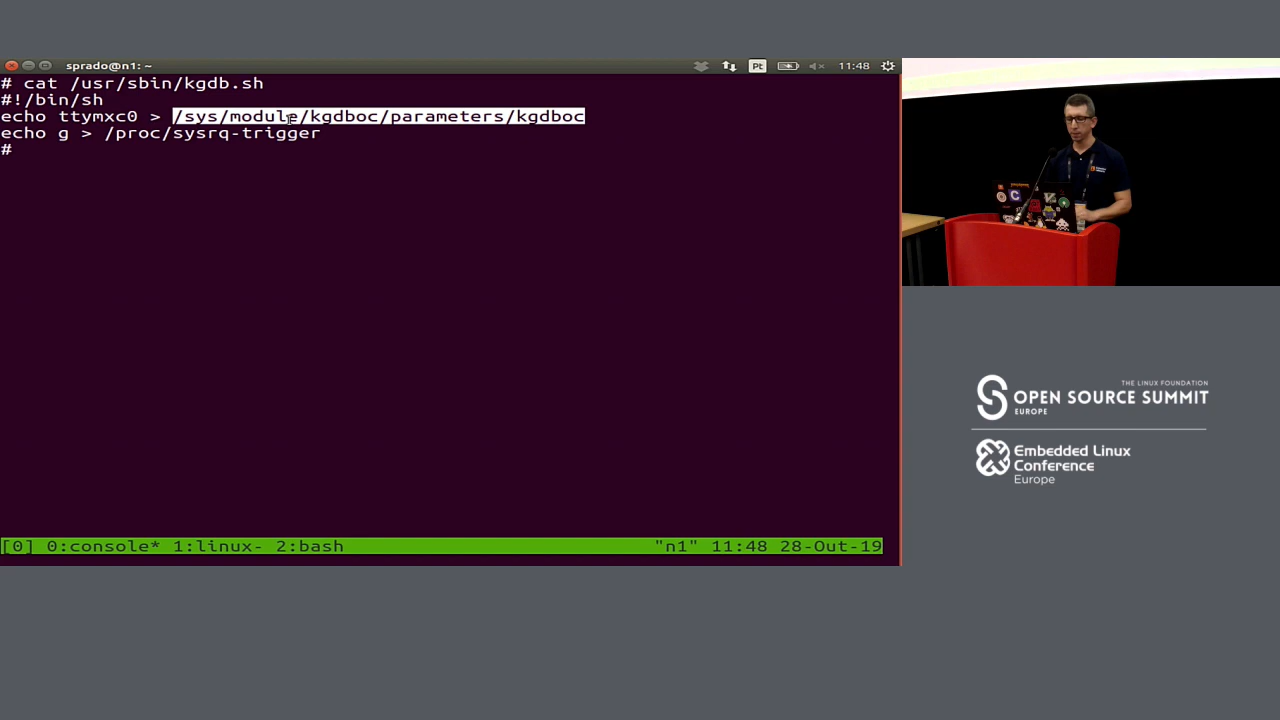 sprado@n1: ~
Pt
11:48
# cat /usr/sbin/kgdb.sh
#!/bin/sh
echo ttymxc0 > /sys/module/kgdboc/parameters/kgdboc
echo g > /proc/sysrq-trigger
#
[0] 0:console* 1:linux- 2:bash "n1" 11:48 28-Out-19
THE LINUX FOUNDATION
OPEN SOURCE SUMMIT
EUROPE
Embedded Linux
Conference
Europe